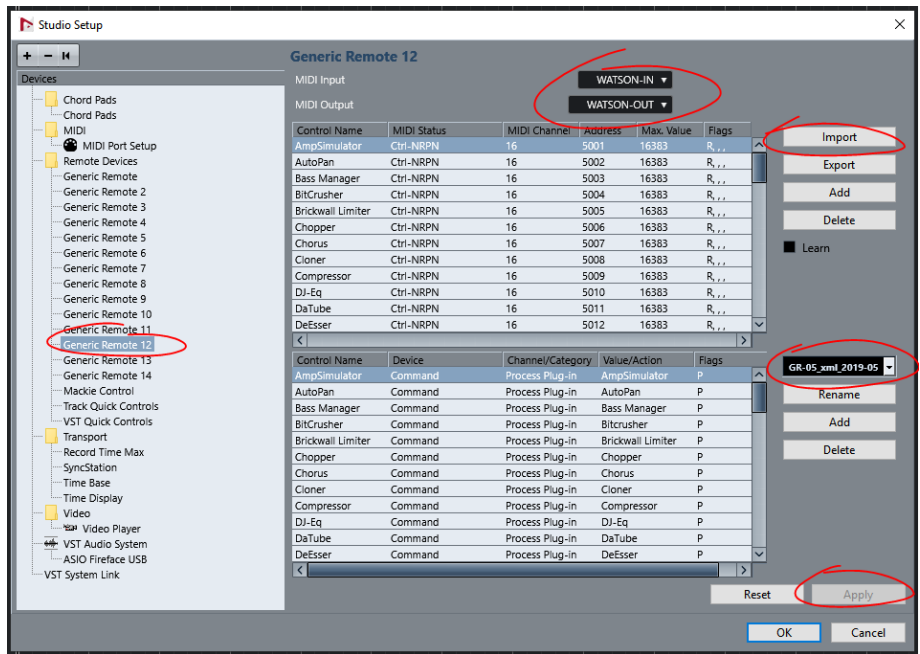 Studio Setup
Generic Remote 12
Devices
MIDI Input WATSON-IN
MIDI Output WATSON-OUT
Chord Pads
Chord Pads
MIDI
MIDI Port Setup
Remote Devices
Generic Remote
Generic Remote 2
Generic Remote 3
Generic Remote 4
Generic Remote 5
Generic Remote 6
Generic Remote 7
Generic Remote 8
Generic Remote 9
Generic Remote 10
Generic Remote 11
Generic Remote 12
Generic Remote 13
Generic Remote 14
Mackie Control
Track Quick Controls
VST Quick Controls
Transport
Record Time Max
SyncStation
Time Base
Time Display
Video
Video Player
VST Audio System
ASIO Fireface USB
VST System Link
Control Name MIDI Status MIDI Channel Address Max. Value Flags
AmpSimulator Ctrl-NRPN 16 5001 16383 R, , ,
AutoPan Ctrl-NRPN 16 5002 16383 R, , ,
Bass Manager Ctrl-NRPN 16 5003 16383 R, , ,
BitCrusher Ctrl-NRPN 16 5004 16383 R, , ,
Brickwall Limiter Ctrl-NRPN 16 5005 16383 R, , ,
Chopper Ctrl-NRPN 16 5006 16383 R, , ,
Chorus Ctrl-NRPN 16 5007 16383 R, , ,
Cloner Ctrl-NRPN 16 5008 16383 R, , ,
Compressor Ctrl-NRPN 16 5009 16383 R, , ,
DJ-Eq Ctrl-NRPN 16 5010 16383 R, , ,
DaTube Ctrl-NRPN 16 5011 16383 R, , ,
DeEsser Ctrl-NRPN 16 5012 16383 R, , ,
Import
Export
Add
Delete
Learn
Control Name Device Channel/Category Value/Action Flags
AmpSimulator Command Process Plug-in AmpSimulator P
AutoPan Command Process Plug-in AutoPan P
Bass Manager Command Process Plug-in Bass Manager P
BitCrusher Command Process Plug-in Bitcrusher P
Brickwall Limiter Command Process Plug-in Brickwall Limiter P
Chopper Command Process Plug-in Chopper P
Chorus Command Process Plug-in Chorus P
Cloner Command Process Plug-in Cloner P
Compressor Command Process Plug-in Compressor P
DJ-Eq Command Process Plug-in DJ-Eq P
DaTube Command Process Plug-in DaTube P
DeEsser Command Process Plug-in DeEsser P
GR-05_xml_2019-05
Rename
Add
Delete
Reset Apply
OK Cancel